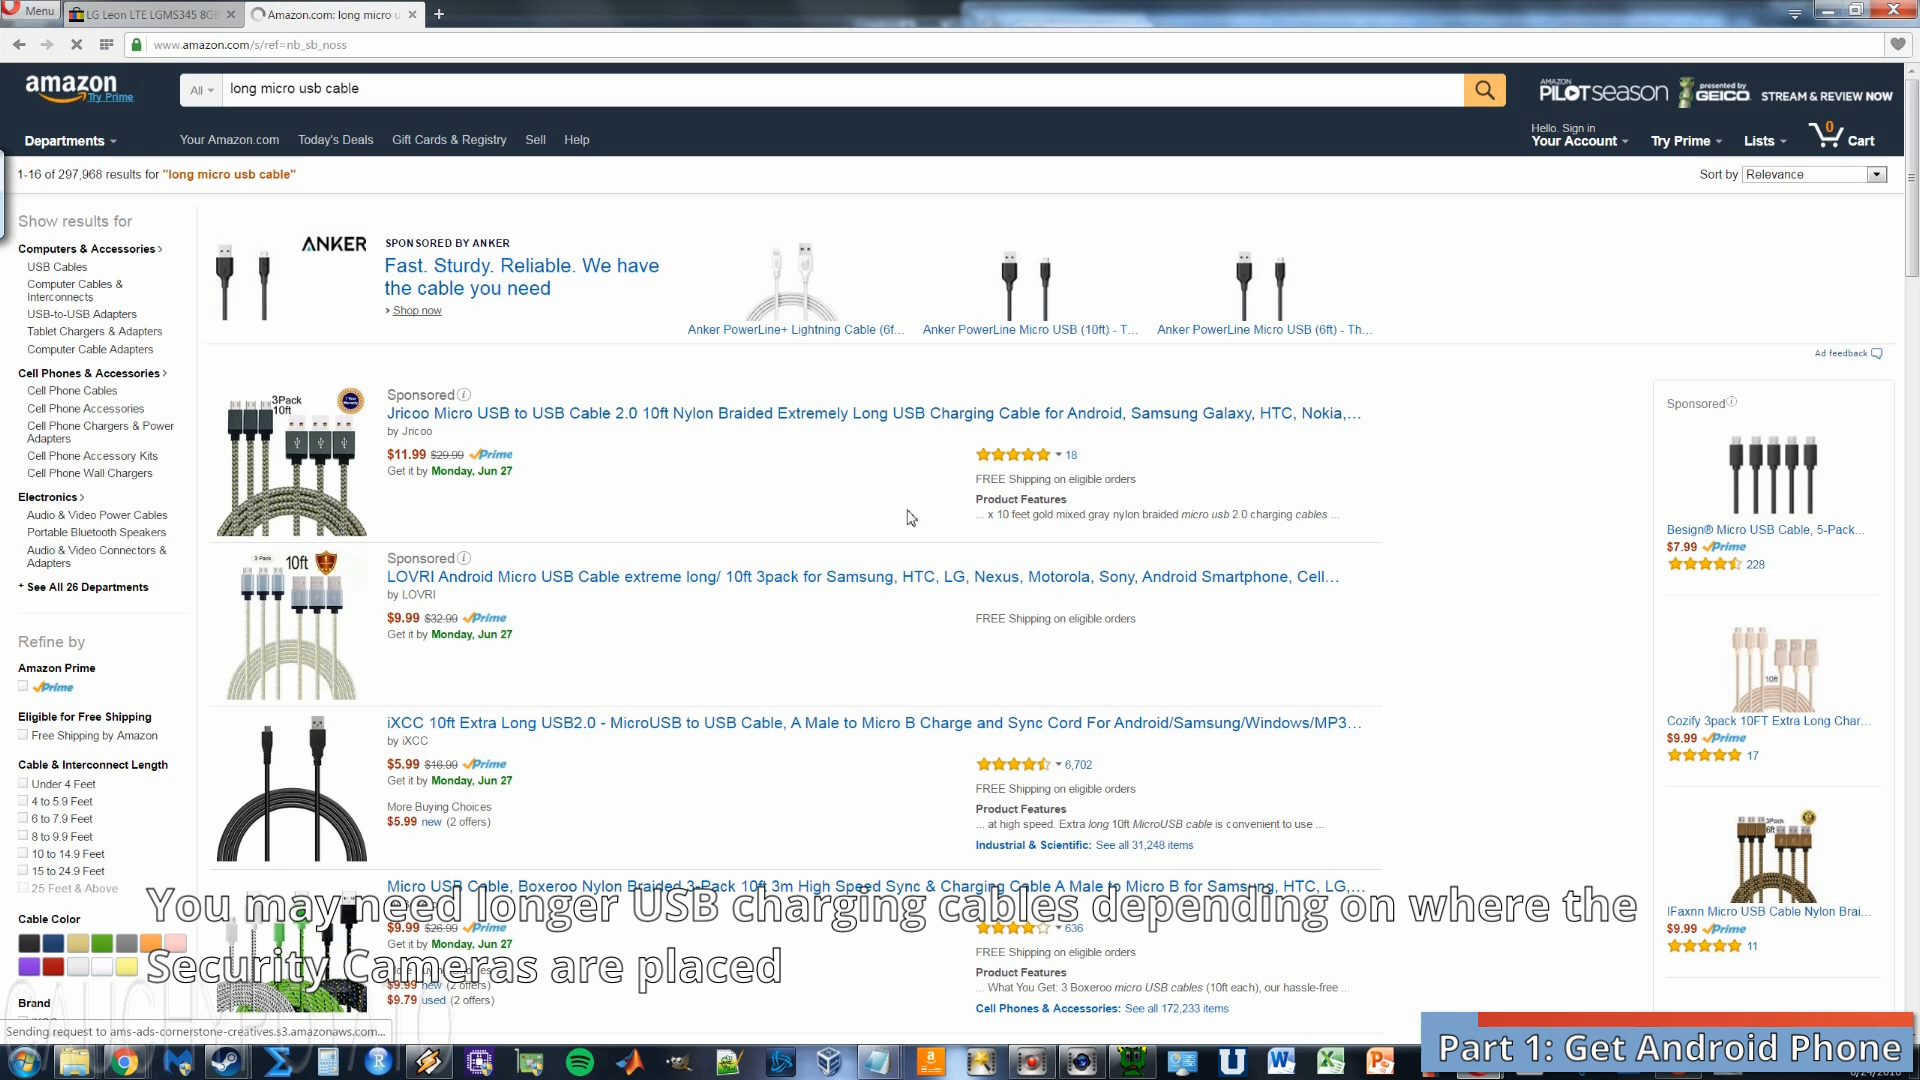 Menu
LG Leon LTE LGMS345 8GB
Amazon.com: long micro u
www.amazon.com/s/ref=nb_sb_noss
amazon
Try Prime
All
long micro usb cable
AMAZON
PILOT SEASON
presented by
GEICO
STREAM & REVIEW NOW
Departments
Your Amazon.com
Today's Deals
Gift Cards & Registry
Sell
Help
Hello. Sign in
Your Account
Try Prime
Lists
0
Cart
1-16 of 297,968 results for "long micro usb cable"
Sort by
Relevance
Show results for
Computers & Accessories
USB Cables
Computer Cables &
Interconnects
USB-to-USB Adapters
Tablet Chargers & Adapters
Computer Cable Adapters
Cell Phones & Accessories
Cell Phone Cables
Cell Phone Accessories
Cell Phone Chargers & Power
Adapters
Cell Phone Accessory Kits
Cell Phone Wall Chargers
Electronics
Audio & Video Power Cables
Portable Bluetooth Speakers
Audio & Video Connectors &
Adapters
+ See All 26 Departments
Refine by
Amazon Prime
Prime
Eligible for Free Shipping
Free Shipping by Amazon
Cable & Interconnect Length
Under 4 Feet
4 to 5.9 Feet
6 to 7.9 Feet
8 to 9.9 Feet
10 to 14.9 Feet
15 to 24.9 Feet
25 Feet & Above
Cable Color
Brand
ANKER
SPONSORED BY ANKER
Fast. Sturdy. Reliable. We have
the cable you need
› Shop now
Anker PowerLine+ Lightning Cable (6f...
Anker PowerLine Micro USB (10ft) - T...
Anker PowerLine Micro USB (6ft) - Th...
Ad feedback
3Pack
10ft
Sponsored
Jricoo Micro USB to USB Cable 2.0 10ft Nylon Braided Extremely Long USB Charging Cable for Android, Samsung Galaxy, HTC, Nokia,...
by Jricoo
$11.99 $29.99 Prime
Get it by Monday, Jun 27
18
FREE Shipping on eligible orders
Product Features
... x 10 feet gold mixed gray nylon braided micro usb 2.0 charging cables ...
3 Pack
10ft
Sponsored
LOVRI Android Micro USB Cable extreme long/ 10ft 3pack for Samsung, HTC, LG, Nexus, Motorola, Sony, Android Smartphone, Cell...
by LOVRI
$9.99 $32.99 Prime
Get it by Monday, Jun 27
FREE Shipping on eligible orders
iXCC 10ft Extra Long USB2.0 - MicroUSB to USB Cable, A Male to Micro B Charge and Sync Cord For Android/Samsung/Windows/MP3...
by iXCC
$5.99 $16.99 Prime
Get it by Monday, Jun 27
More Buying Choices
$5.99 new (2 offers)
6,702
FREE Shipping on eligible orders
Product Features
... at high speed. Extra long 10ft MicroUSB cable is convenient to use ...
Industrial & Scientific: See all 31,248 items
Micro USB Cable, Boxeroo Nylon Braided 3-Pack 10ft 3m High Speed Sync & Charging Cable A Male to Micro B for Samsung, HTC, LG,...
$9.99 $26.99 Prime
Get it by Monday, Jun 27
$9.99 new (2 offers)
$9.79 used (2 offers)
636
FREE Shipping on eligible orders
Product Features
... What You Get: 3 Boxeroo micro USB cables (10ft each), our hassle-free ...
Cell Phones & Accessories: See all 172,233 items
Sponsored
Besign® Micro USB Cable, 5-Pack...
$7.99 Prime
228
10ft
Cozify 3pack 10FT Extra Long Char...
$9.99 Prime
17
3Pack
6ft
IFaxnn Micro USB Cable Nylon Brai...
$9.99 Prime
11
You may need longer USB charging cables depending on where the
Security Cameras are placed
Sending request to ams-ads-cornerstone-creatives.s3.amazonaws.com...
Part 1: Get Android Phone